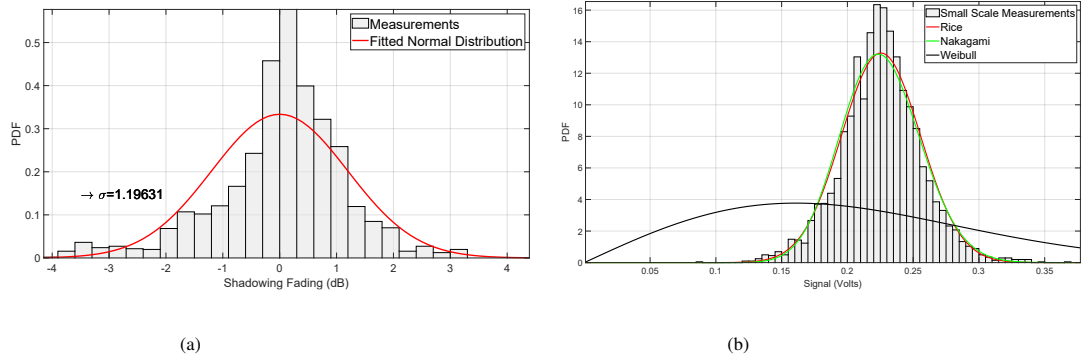 Measurements
Fitted Normal Distribution
→ σ=1.19631
PDF
0
0.1
0.2
0.3
0.4
0.5
-4 -3 -2 -1 0 1 2 3 4
Shadowing Fading (dB)
(a)
Small Scale Measurements
Rice
Nakagami
Weibull
PDF
0
2
4
6
8
10
12
14
16
0.05 0.1 0.15 0.2 0.25 0.3 0.35
Signal (Volts)
(b)